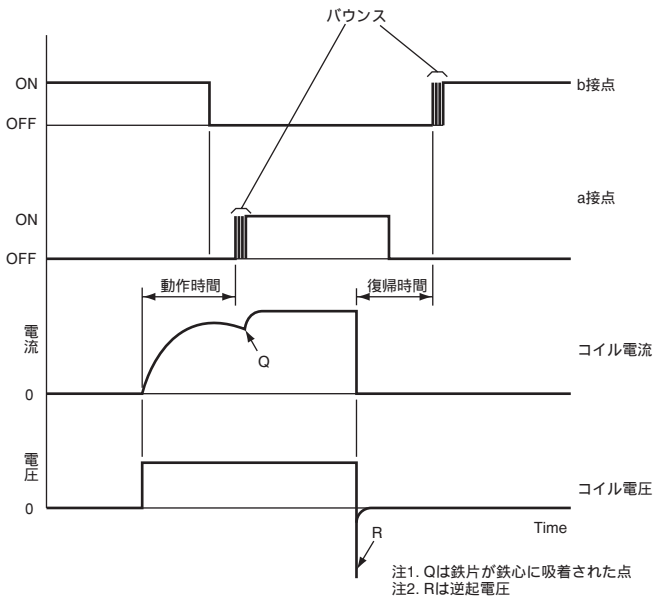 バウンス
ON
b接点
OFF
a接点
ON
OFF
動作時間
復帰時間
電流
Q
コイル電流
0
電圧
コイル電圧
0
Time
R
注1. Qは鉄片が鉄心に吸着された点
注2. Rは逆起電圧